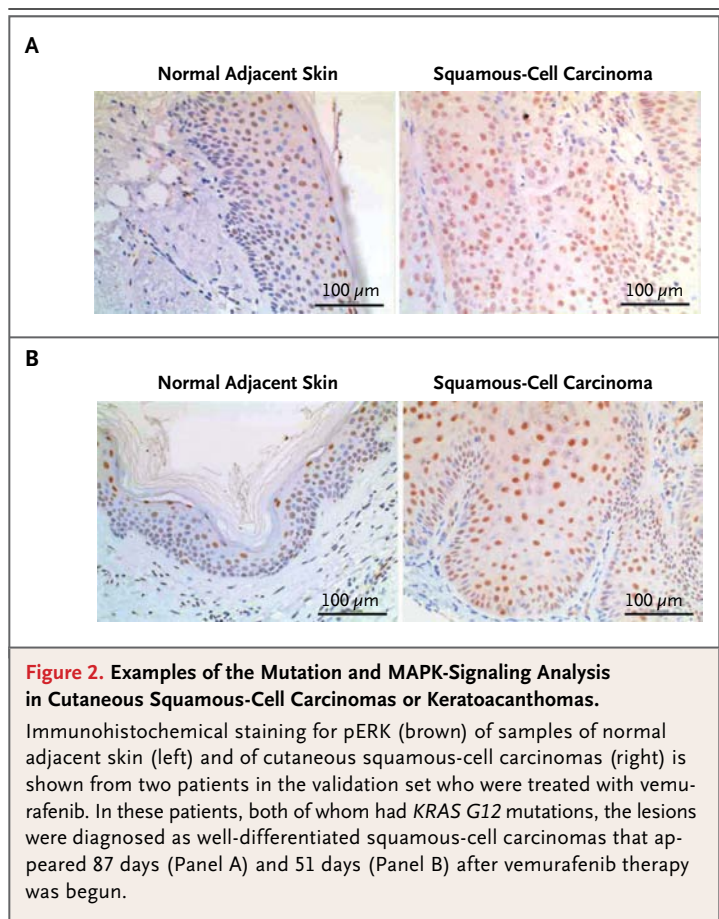 A
Normal Adjacent Skin
Squamous-Cell Carcinoma
100 µm
100 µm
B
Normal Adjacent Skin
Squamous-Cell Carcinoma
100 µm
100 µm
Figure 2. Examples of the Mutation and MAPK-Signaling Analysis
in Cutaneous Squamous-Cell Carcinomas or Keratoacanthomas.
Immunohistochemical staining for pERK (brown) of samples of normal
adjacent skin (left) and of cutaneous squamous-cell carcinomas (right) is
shown from two patients in the validation set who were treated with vemu-
rafenib. In these patients, both of whom had KRAS G12 mutations, the lesions
were diagnosed as well-differentiated squamous-cell carcinomas that ap-
peared 87 days (Panel A) and 51 days (Panel B) after vemurafenib therapy
was begun.